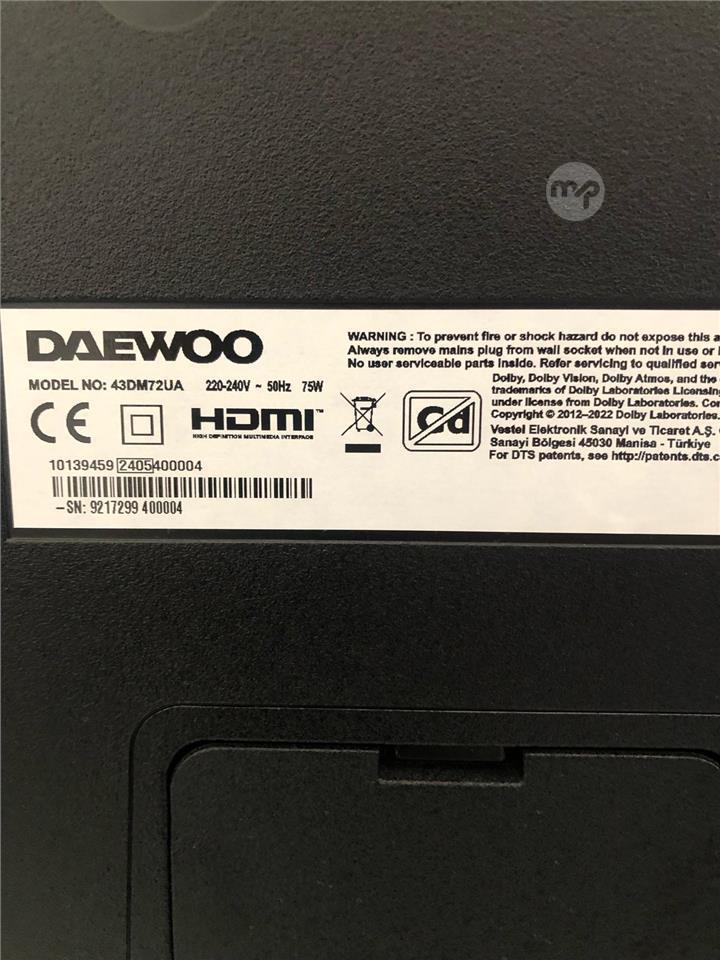 mp
DAEWOO
MODEL NO: 43DM72UA 220-240V ~ 50Hz 75W
CE
HDMI™
HIGH DEFINITION MULTIMEDIA INTERFACE
10139459 2405 400004
-SN: 9217299 400004
WARNING : To prevent fire or shock hazard do not expose this a
Always remove mains plug from wall socket when not in use or
No user serviceable parts inside. Refer servicing to qualified ser
Cd
Dolby, Dolby Vision, Dolby Atmos, and the
trademarks of Dolby Laboratories Licensing
under license from Dolby Laboratories. Con
Copyright © 2012-2022 Dolby Laboratories.
Vestel Elektronik Sanayi ve Ticaret A.Ş.
Sanayi Bölgesi 45030 Manisa - Türkiye
For DTS patents, see http://patents.dts.c